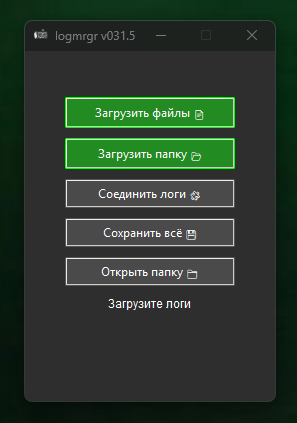 logmrgr v031.5
Загрузить файлы
Загрузить папку
Соединить логи
Сохранить всё
Открыть папку
Загрузите логи